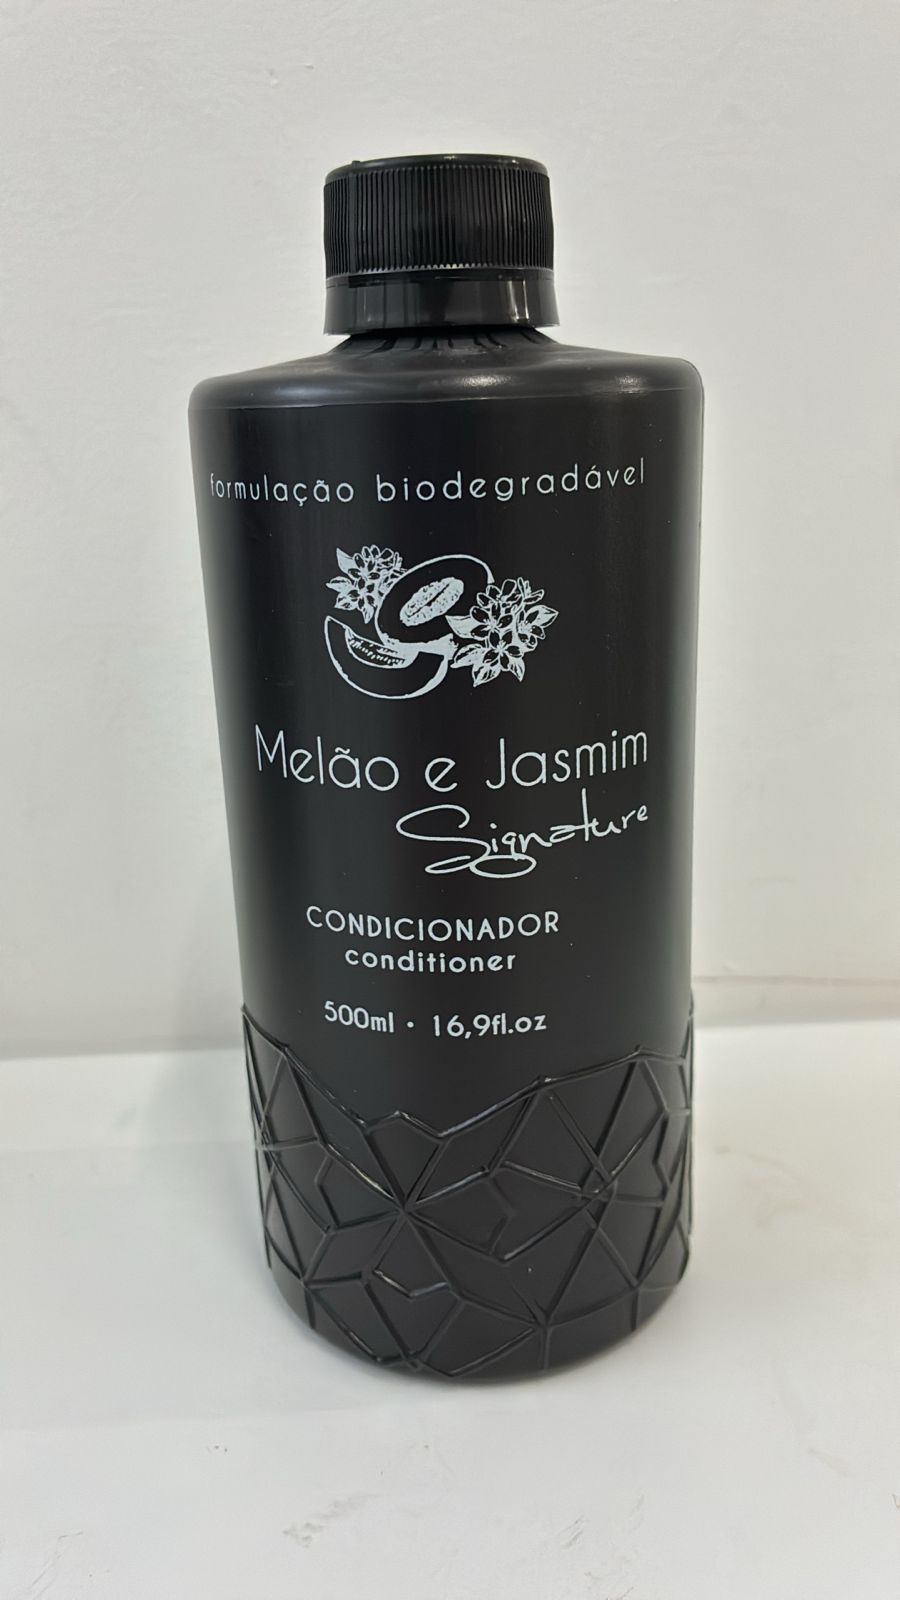 formulação biodegradável
Melão e Jasmim
Signature
CONDICIONADOR
conditioner
500ml • 16,9fl.oz